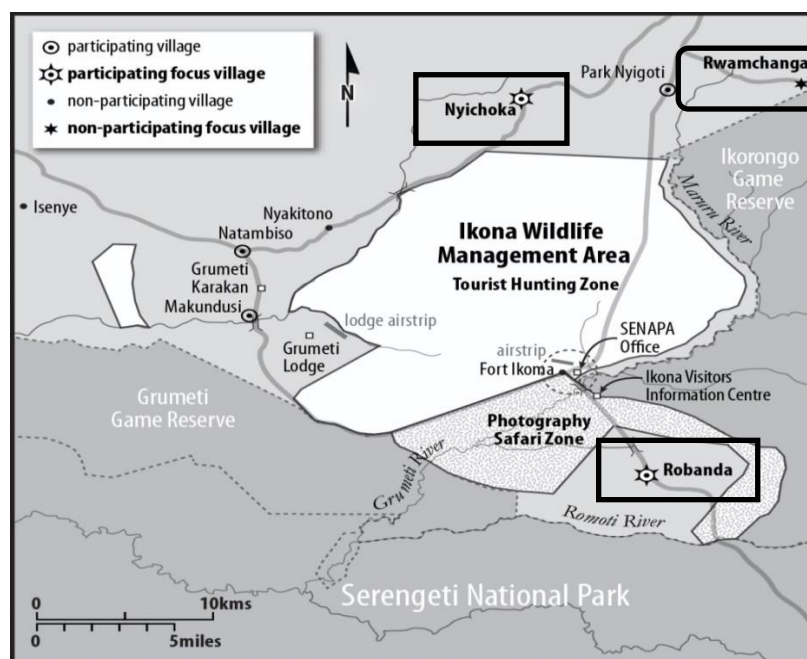 participating village
participating focus village
non-participating village
non-participating focus village
N
Nyichoka
Park Nyigoti
Rwamchanga
Ikorongo
Game
Reserve
Maruru River
Isenye
Nyakitono
Natambiso
Grumeti
Karakan
Makundusi
Ikona Wildlife
Management Area
Tourist Hunting Zone
lodge airstrip
Grumeti
Lodge
airstrip
SENAPA
Office
Fort Ikoma
Ikona Visitors
Information Centre
Grumeti
Game Reserve
Photography
Safari Zone
Grumeti River
Robanda
Romoti River
Serengeti National Park
0
10kms
0
5miles